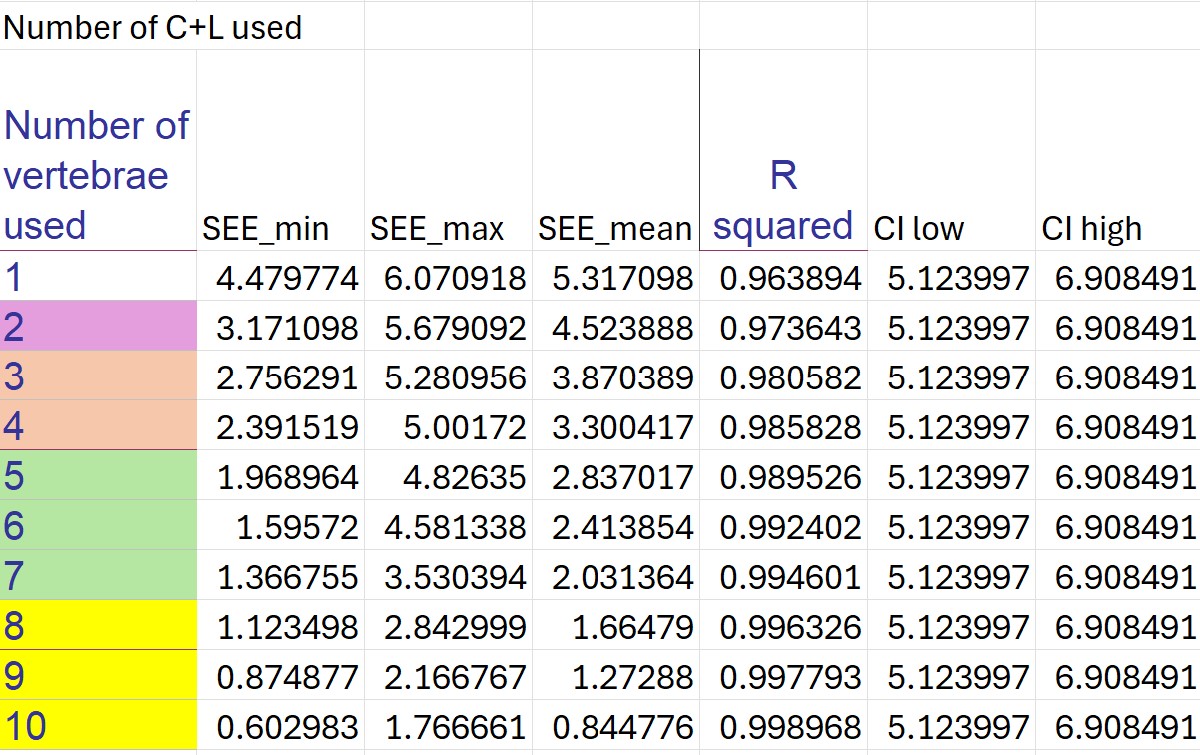 Number of C+L used
Number of vertebrae used SEE_min SEE_max SEE_mean R squared CI low CI high
1 4.479774 6.070918 5.317098 0.963894 5.123997 6.908491
2 3.171098 5.679092 4.523888 0.973643 5.123997 6.908491
3 2.756291 5.280956 3.870389 0.980582 5.123997 6.908491
4 2.391519 5.00172 3.300417 0.985828 5.123997 6.908491
5 1.968964 4.82635 2.837017 0.989526 5.123997 6.908491
6 1.59572 4.581338 2.413854 0.992402 5.123997 6.908491
7 1.366755 3.530394 2.031364 0.994601 5.123997 6.908491
8 1.123498 2.842999 1.66479 0.996326 5.123997 6.908491
9 0.874877 2.166767 1.27288 0.997793 5.123997 6.908491
10 0.602983 1.766661 0.844776 0.998968 5.123997 6.908491